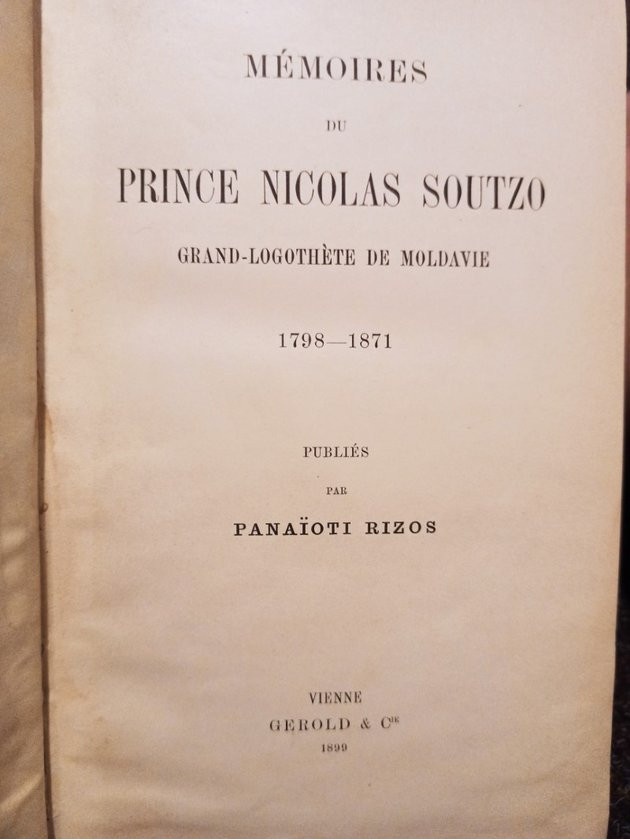 MÉMOIRES
DU
PRINCE NICOLAS SOUTZO
GRAND-LOGOTHÈTE DE MOLDAVIE
1798—1871
PUBLIÉS
PAR
PANAÏOTI RIZOS
VIENNE
GEROLD & Cie
1899